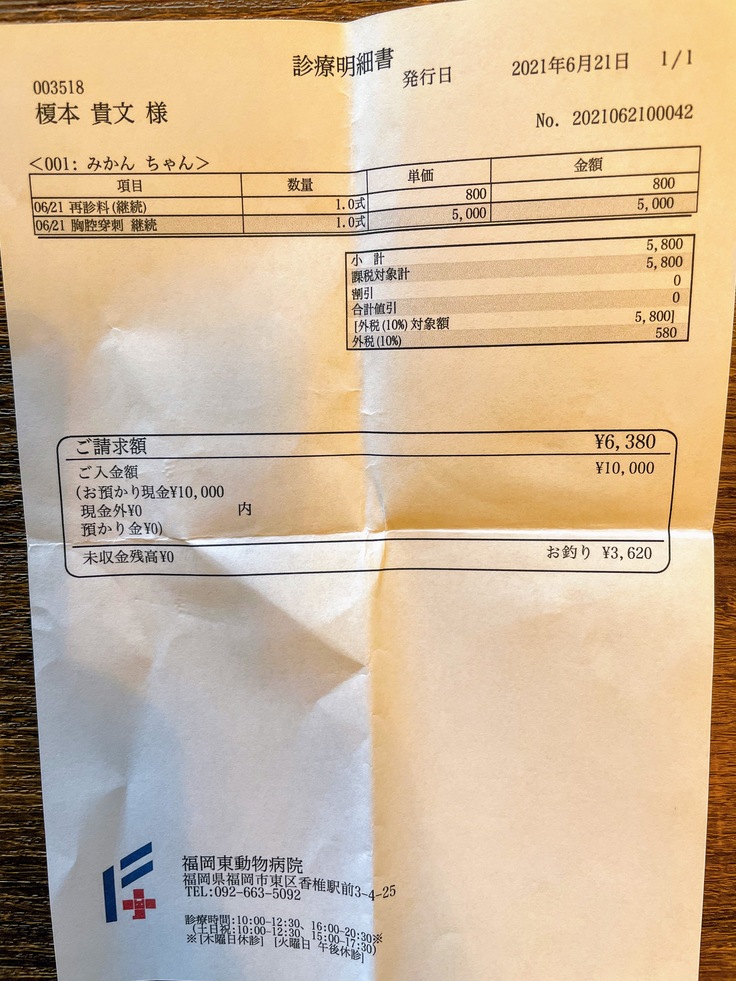 診療明細書
発行日 2021年6月21日 1/1
003518
榎本 貴文 様
No. 2021062100042
<001: みかん ちゃん>
項目 数量 単価 金額
06/21 再診料(継続) 1.0式 800 800
06/21 胸腔穿刺 継続 1.0式 5,000 5,000
小 計 5,800
課税対象計 5,800
割引 0
合計値引 0
[外税(10%)対象額 5,800]
外税(10%) 580
ご請求額 ¥6,380
ご入金額 ¥10,000
(お預かり現金¥10,000
現金外¥0 内
預かり金¥0)
未収金残高¥0 お釣り ¥3,620
福岡東動物病院
福岡県福岡市東区香椎駅前3-4-25
TEL:092-663-5092
診療時間:10:00-12:30、16:00-20:30※
(土日祝:10:00-12:30、15:00-17:30)
※[木曜日休診] [火曜日 午後休診]